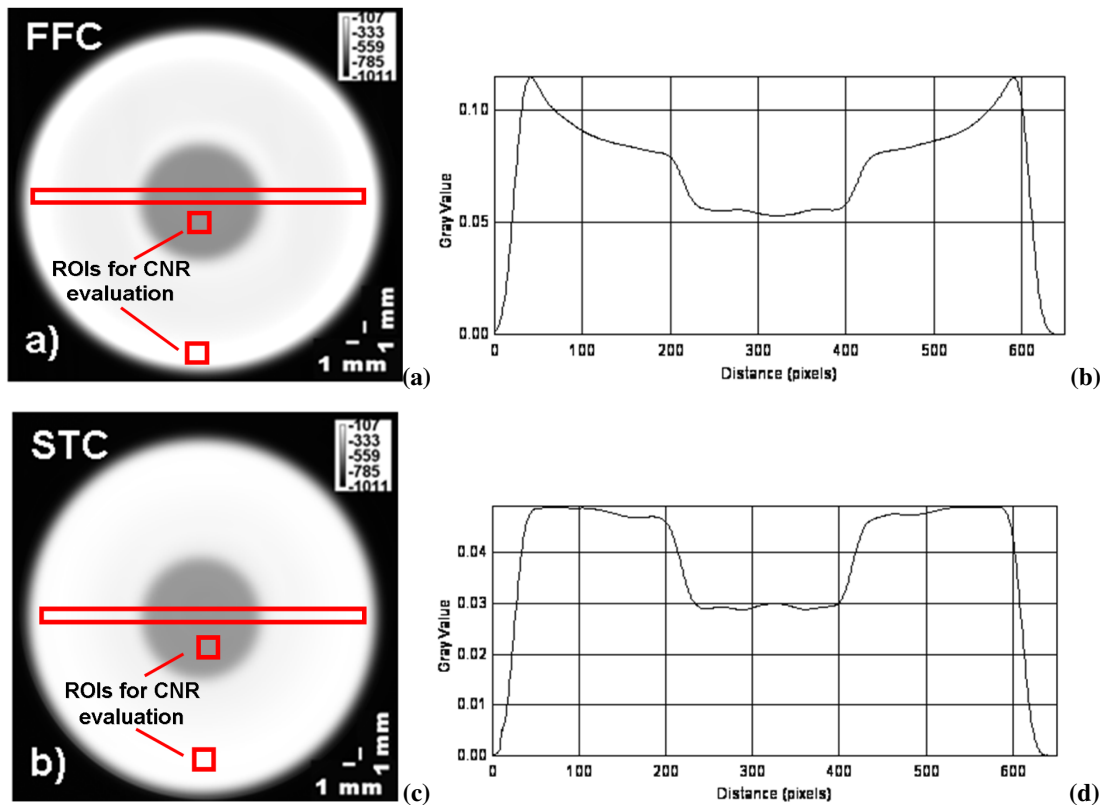 FFC
-107
-333
-559
-785
-1011
ROIs for CNR
evaluation
a)
1 mm
1 mm
(a)
0.10
0.05
0.00
Gray Value
0
100
200
300
400
500
600
Distance (pixels)
(b)
STC
-107
-333
-559
-785
-1011
ROIs for CNR
evaluation
b)
1 mm
1 mm
(c)
0.04
0.03
0.02
0.01
0.00
Gray Value
0
100
200
300
400
500
600
Distance (pixels)
(d)